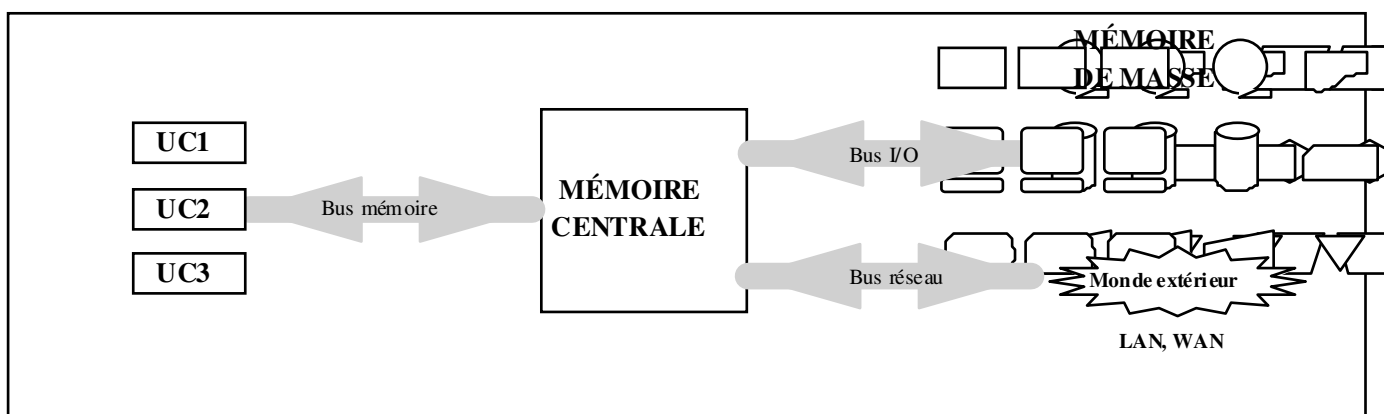 MÉMOIRE
DE MASSE
UC1
UC2
UC3
Bus mémoire
MÉMOIRE
CENTRALE
Bus I/O
Bus réseau
Monde extérieur
LAN, WAN